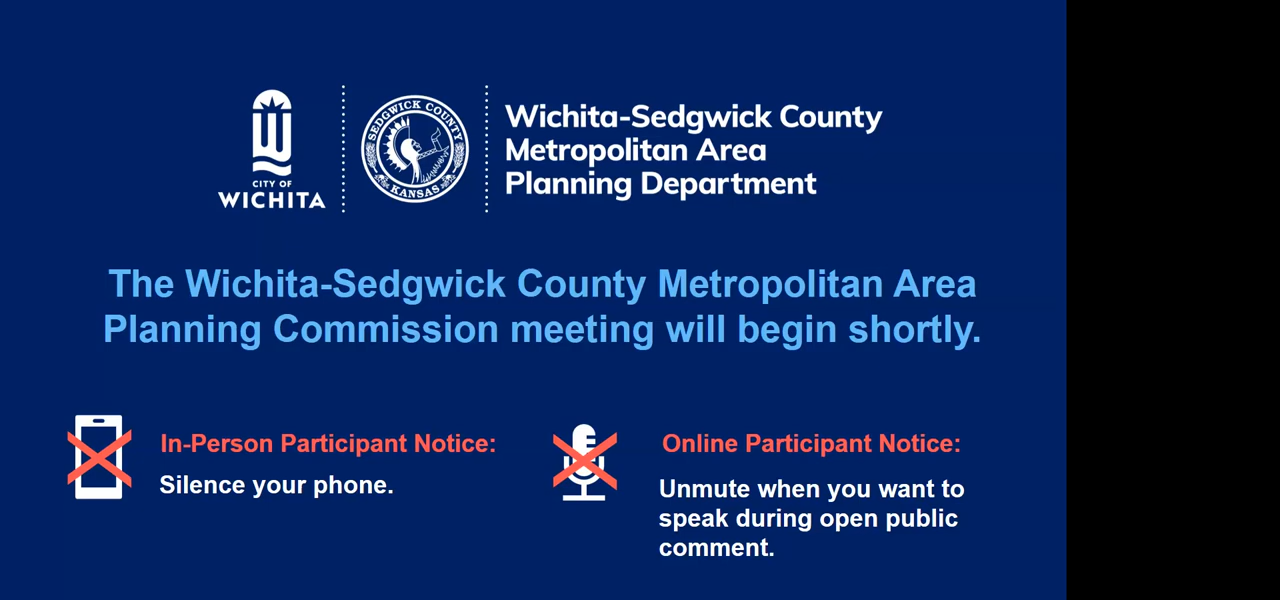 CITY OF
WICHITA
SEDGWICK COUNTY
KANSAS
Wichita-Sedgwick County
Metropolitan Area
Planning Department
The Wichita-Sedgwick County Metropolitan Area
Planning Commission meeting will begin shortly.
In-Person Participant Notice:
Silence your phone.
Online Participant Notice:
Unmute when you want to
speak during open public
comment.